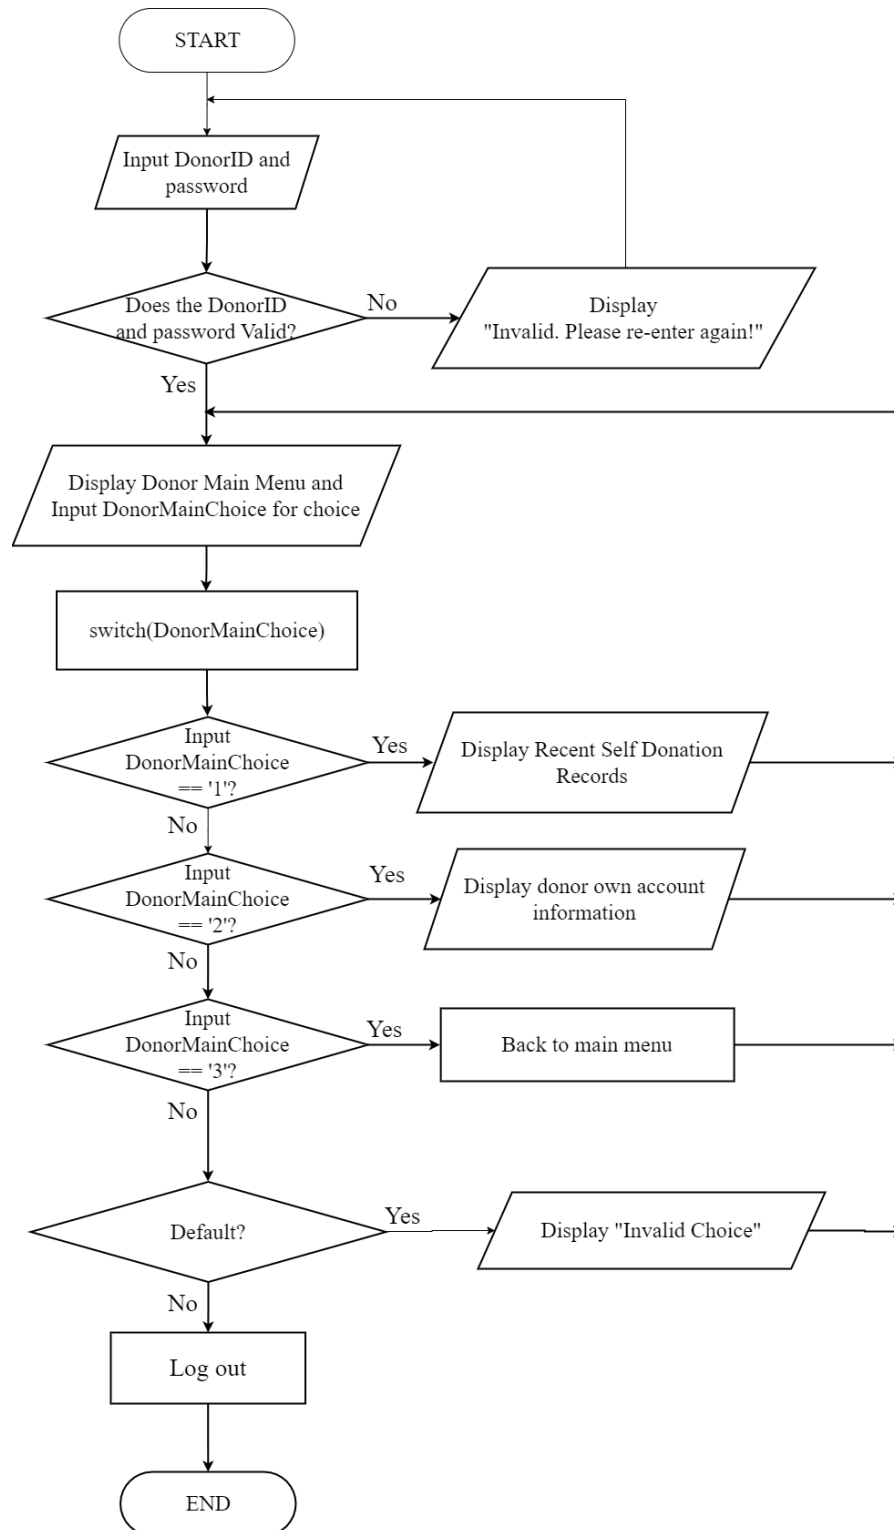 START
Input DonorID and
password
Does the DonorID
and password Valid?
No
Display
"Invalid. Please re-enter again!"
Yes
Display Donor Main Menu and
Input DonorMainChoice for choice
switch(DonorMainChoice)
Input
DonorMainChoice
== '1'?
Yes
Display Recent Self Donation
Records
No
Input
DonorMainChoice
== '2'?
Yes
Display donor own account
information
No
Input
DonorMainChoice
== '3'?
Yes
Back to main menu
No
Default?
Yes
Display "Invalid Choice"
No
Log out
END